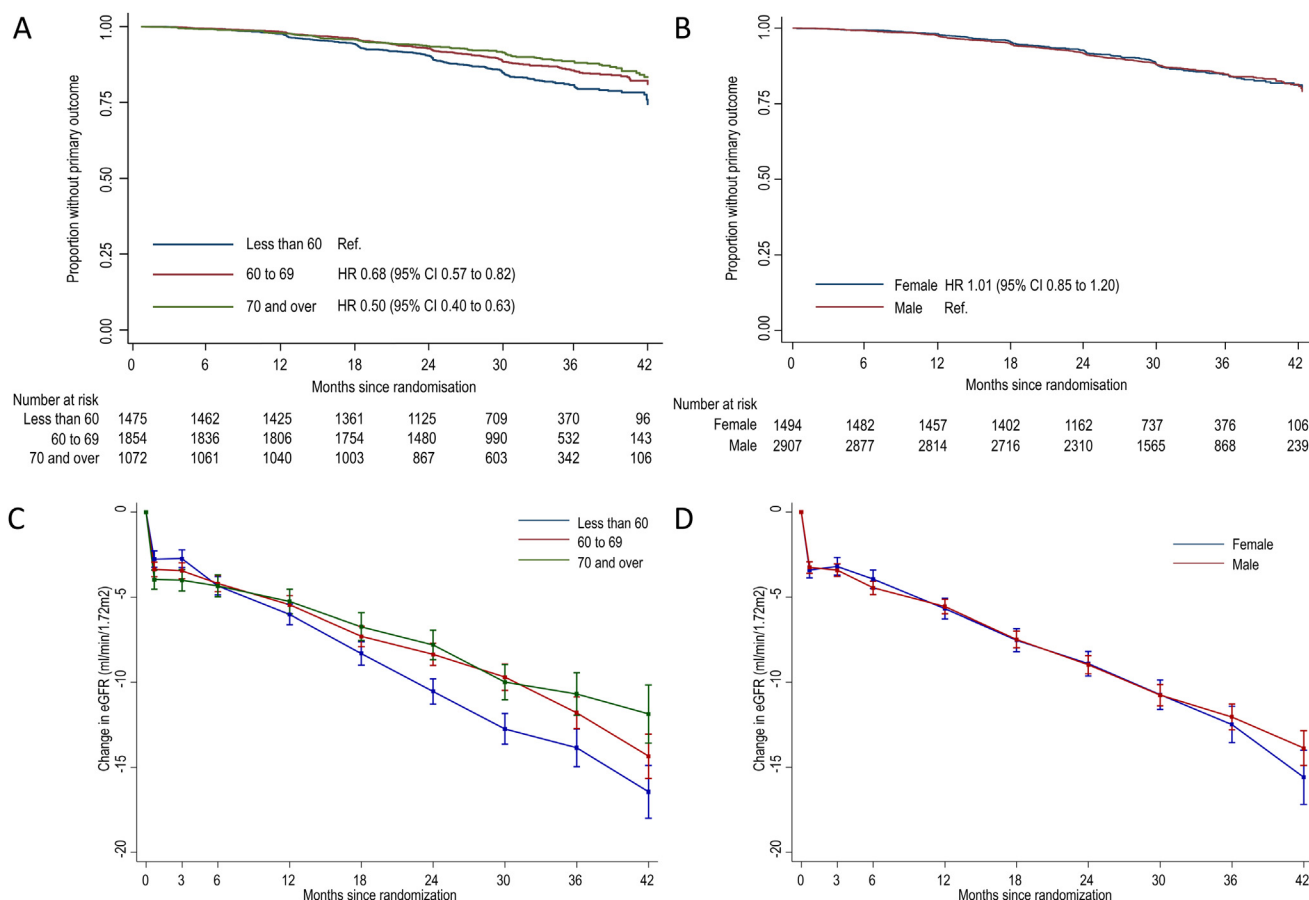 A
Proportion without primary outcome
1.00
0.75
0.50
0.25
0.00
Less than 60 Ref.
60 to 69 HR 0.68 (95% CI 0.57 to 0.82)
70 and over HR 0.50 (95% CI 0.40 to 0.63)
0 6 12 18 24 30 36 42
Months since randomisation
Number at risk
Less than 60 1475 1462 1425 1361 1125 709 370 96
60 to 69 1854 1836 1806 1754 1480 990 532 143
70 and over 1072 1061 1040 1003 867 603 342 106
B
Proportion without primary outcome
1.00
0.75
0.50
0.25
0.00
Female HR 1.01 (95% CI 0.85 to 1.20)
Male Ref.
0 6 12 18 24 30 36 42
Months since randomisation
Number at risk
Female 1494 1482 1457 1402 1162 737 376 106
Male 2907 2877 2814 2716 2310 1565 868 239
C
Change in eGFR (ml/min/1.72m2)
0
-5
-10
-15
-20
Less than 60
60 to 69
70 and over
0 3 6 12 18 24 30 36 42
Months since randomization
D
Change in eGFR (ml/min/1.72m2)
0
-5
-10
-15
-20
Female
Male
0 3 6 12 18 24 30 36 42
Months since randomization